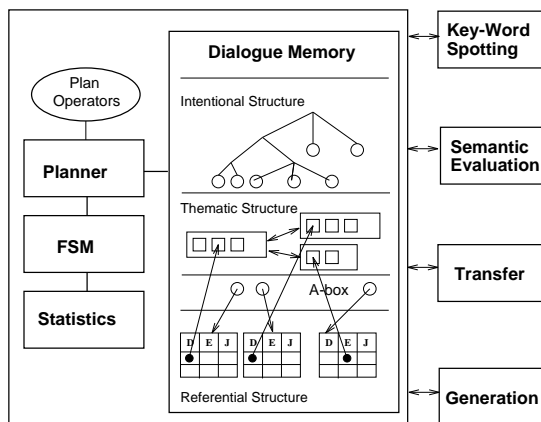 Plan
Operators
Planner
FSM
Statistics
Dialogue Memory
Intentional Structure
Thematic Structure
A-box
D E J D E J D E J
Referential Structure
Key-Word
Spotting
Semantic
Evaluation
Transfer
Generation